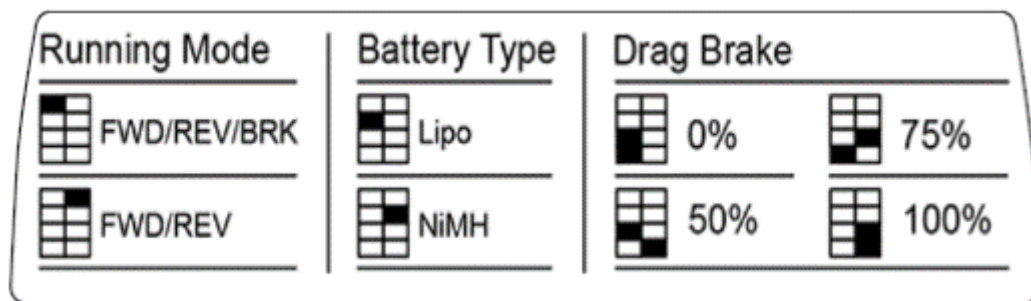 Running Mode
Battery Type
Drag Brake
FWD/REV/BRK
Lipo
0%
75%
FWD/REV
NiMH
50%
100%